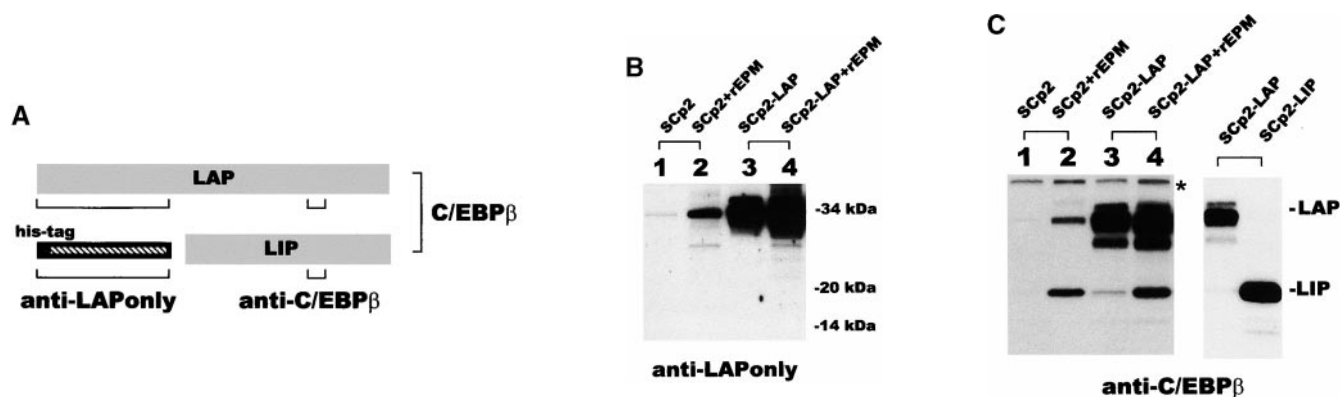 A
LAP
his-tag
LIP
C/EBPβ
anti-LAPonly
anti-C/EBPβ
B
SCp2
SCp2+rEPM
SCp2-LAP
SCp2-LAP+rEPM
1 2 3 4
-34 kDa
-20 kDa
-14 kDa
anti-LAPonly
C
SCp2
SCp2+rEPM
SCp2-LAP
SCp2-LAP+rEPM
SCp2-LAP
SCp2-LIP
1 2 3 4
*
-LAP
-LIP
anti-C/EBPβ